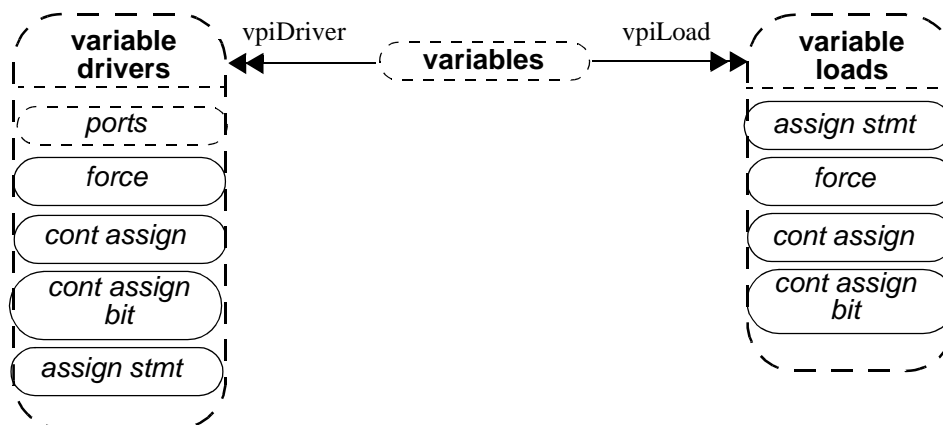 variable
drivers
ports
force
cont assign
cont assign
bit
assign stmt
vpiDriver
variables
vpiLoad
variable
loads
assign stmt
force
cont assign
cont assign
bit